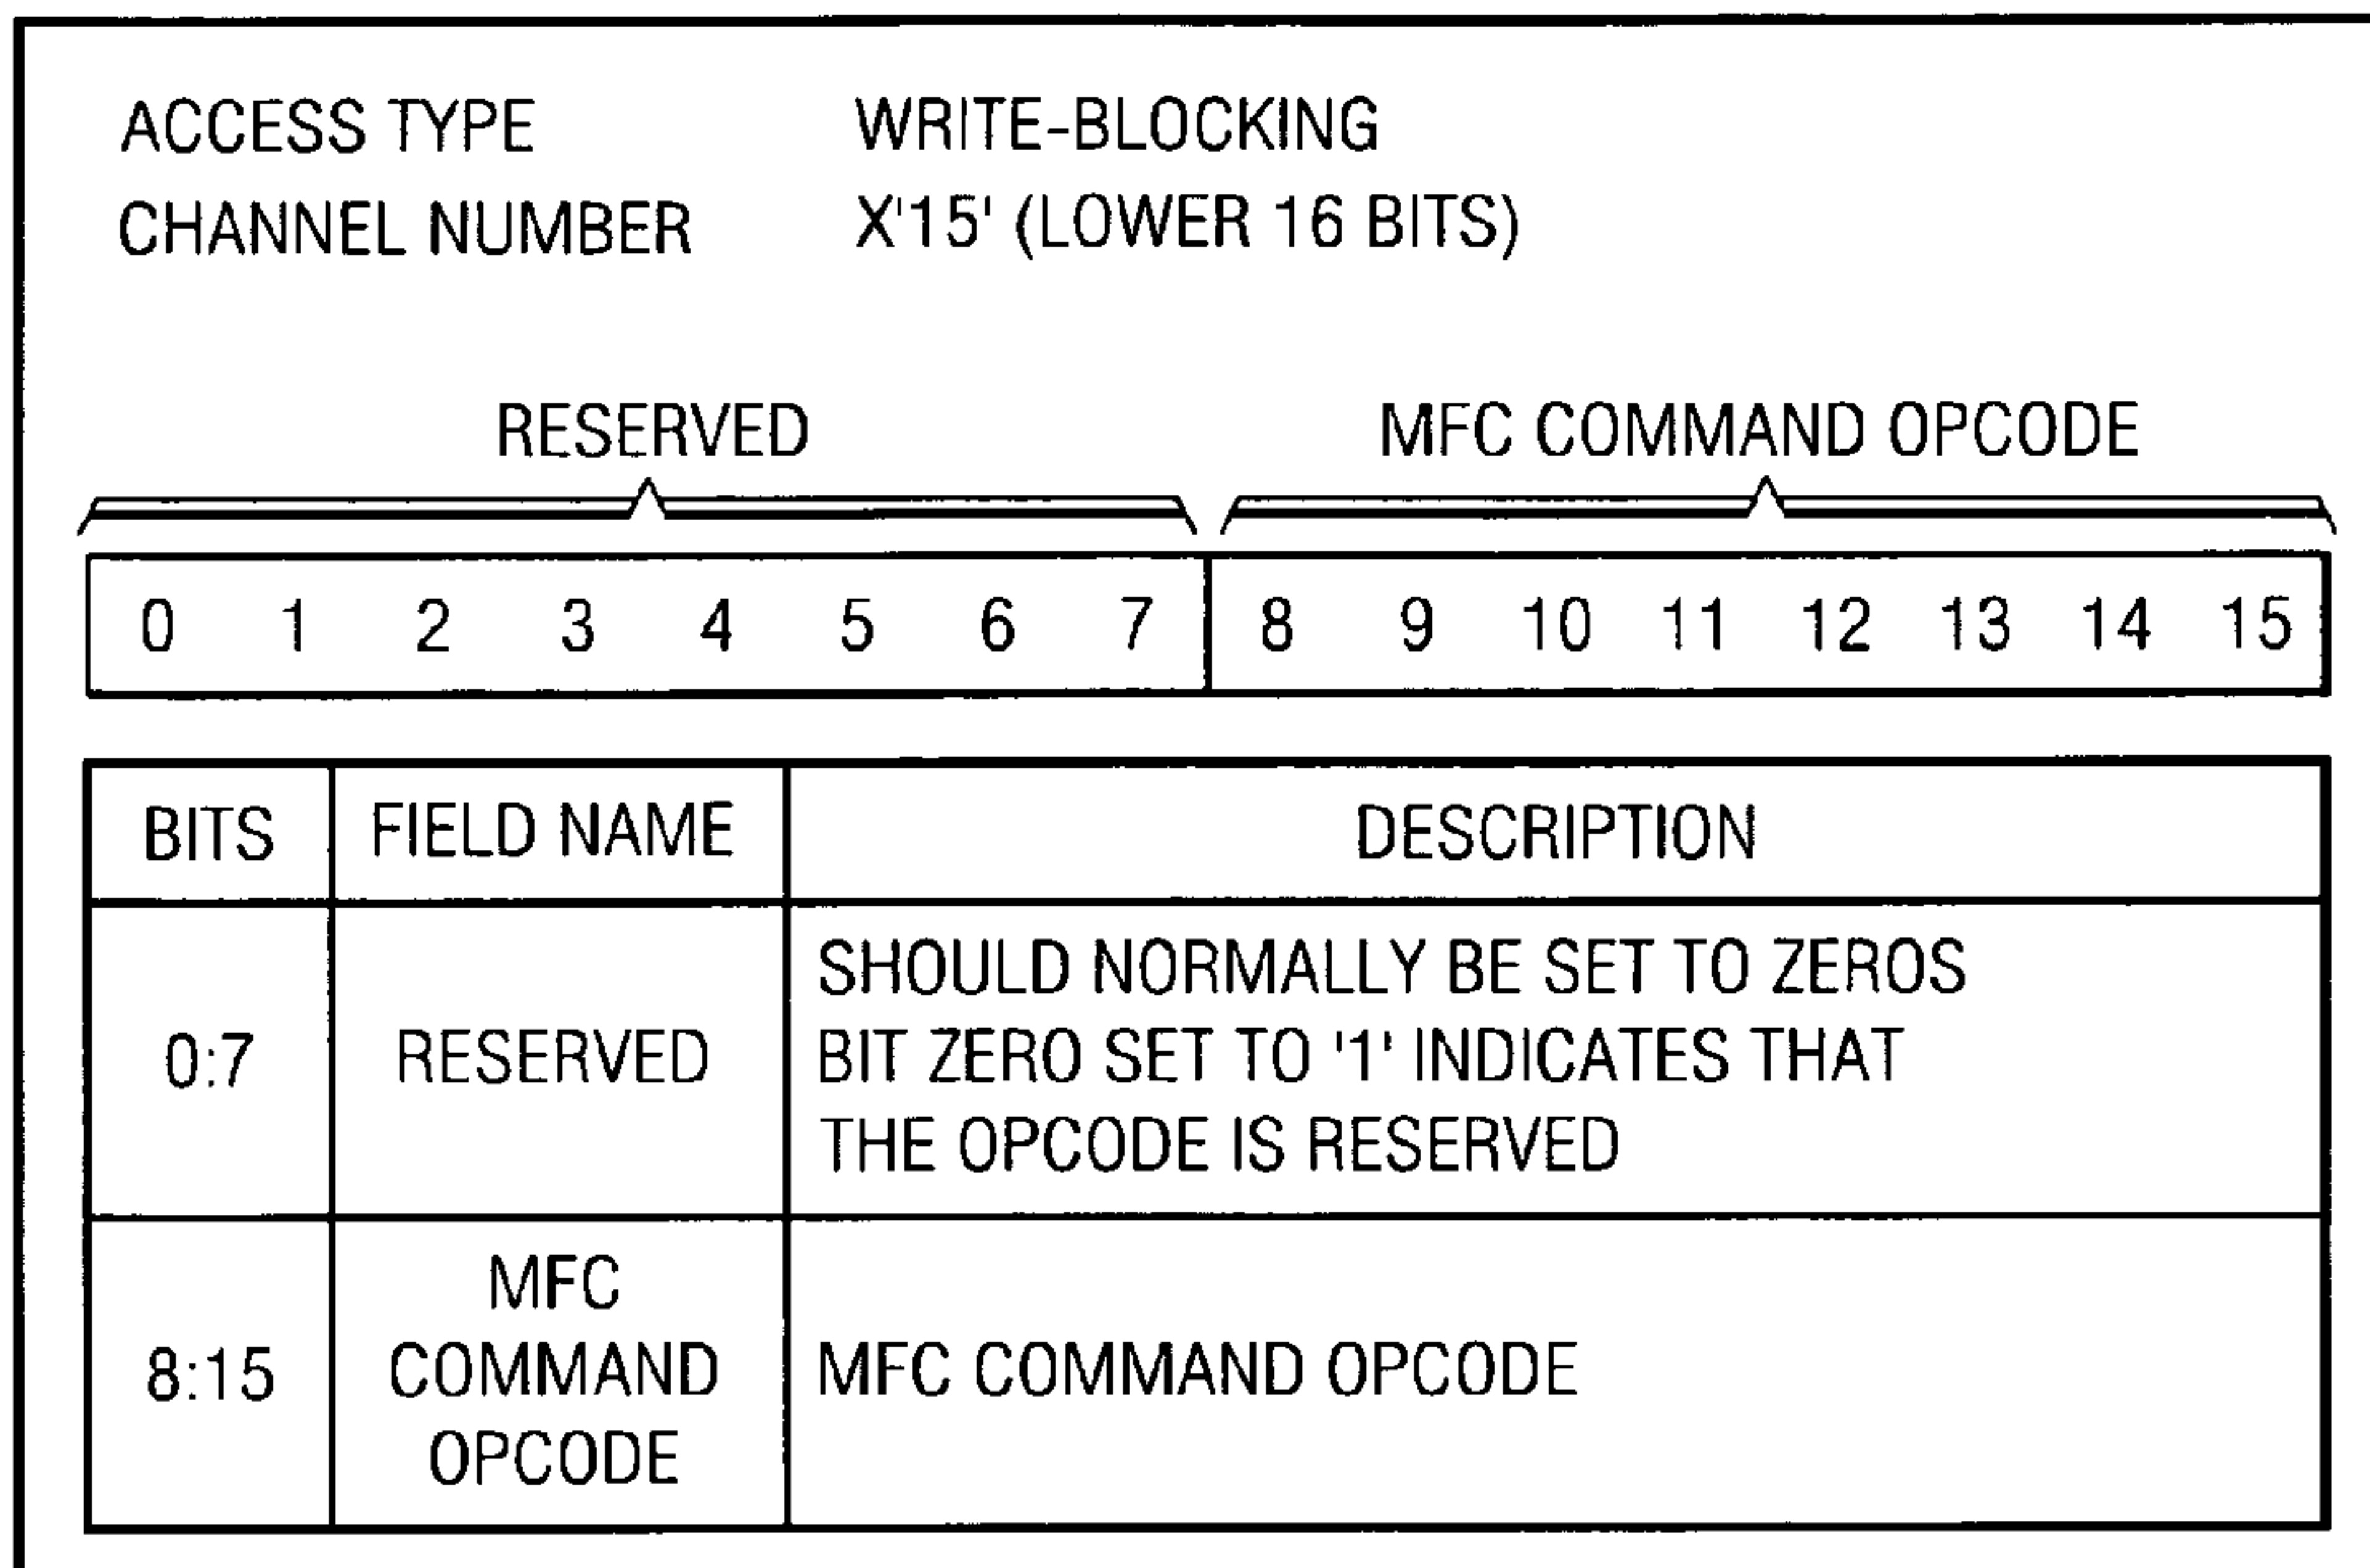 ACCESS TYPE WRITE-BLOCKING
CHANNEL NUMBER X'15' (LOWER 16 BITS)
RESERVED MFC COMMAND OPCODE
0 1 2 3 4 5 6 7 8 9 10 11 12 13 14 15
BITS FIELD NAME DESCRIPTION
0:7 RESERVED SHOULD NORMALLY BE SET TO ZEROS
BIT ZERO SET TO '1' INDICATES THAT
THE OPCODE IS RESERVED
8:15 MFC
COMMAND
OPCODE
MFC COMMAND OPCODE